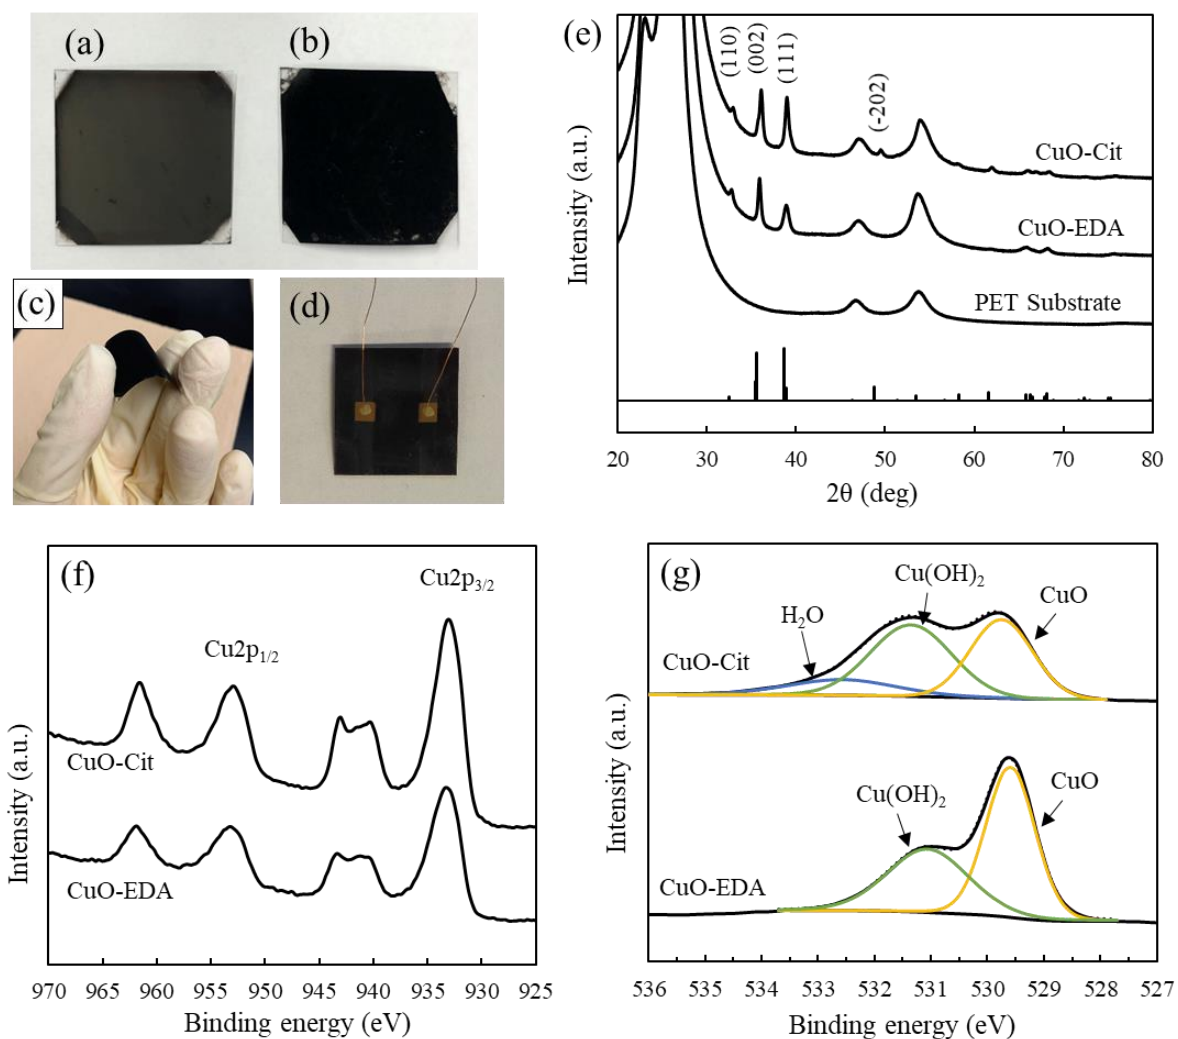 (a)
(b)
(c)
(d)
(e)
(110)
(002)
(111)
(-202)
CuO-Cit
CuO-EDA
PET Substrate
Intensity (a.u.)
20 30 40 50 60 70 80
2θ (deg)
(f)
Cu2p3/2
Cu2p1/2
CuO-Cit
CuO-EDA
Intensity (a.u.)
970 965 960 955 950 945 940 935 930 925
Binding energy (eV)
(g)
Cu(OH)2
CuO
H2O
CuO-Cit
Cu(OH)2
CuO
CuO-EDA
Intensity (a.u.)
536 535 534 533 532 531 530 529 528 527
Binding energy (eV)